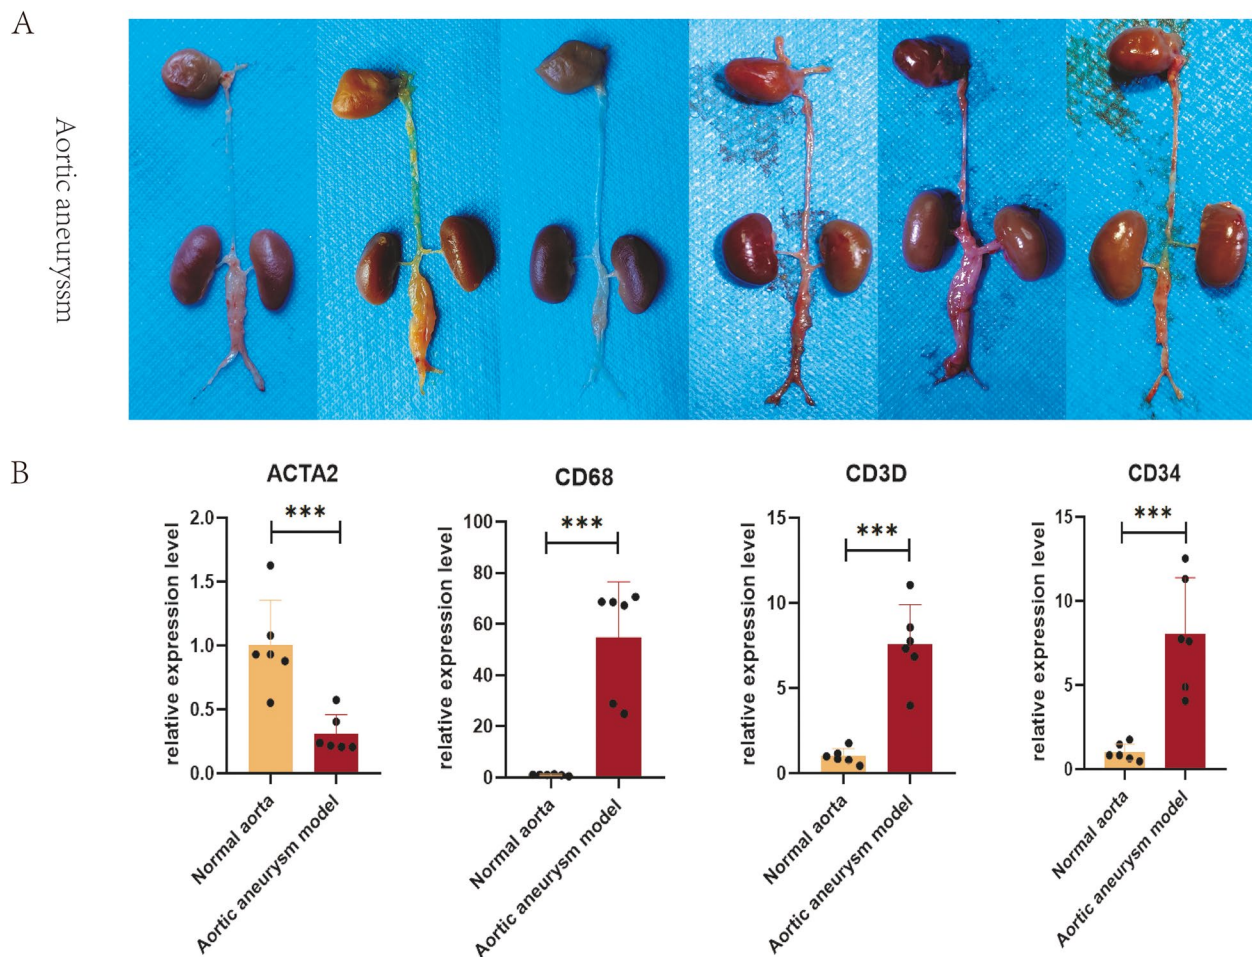 A
Aortic aneuryssm
B
ACTA2
relative expression level
2.0
1.5
1.0
0.5
0.0
***
Normal aorta
Aortic aneurysm model
CD68
relative expression level
100
80
60
40
20
0
***
Normal aorta
Aortic aneurysm model
CD3D
relative expression level
15
10
5
0
***
Normal aorta
Aortic aneurysm model
CD34
relative expression level
15
10
5
0
***
Normal aorta
Aortic aneurysm model